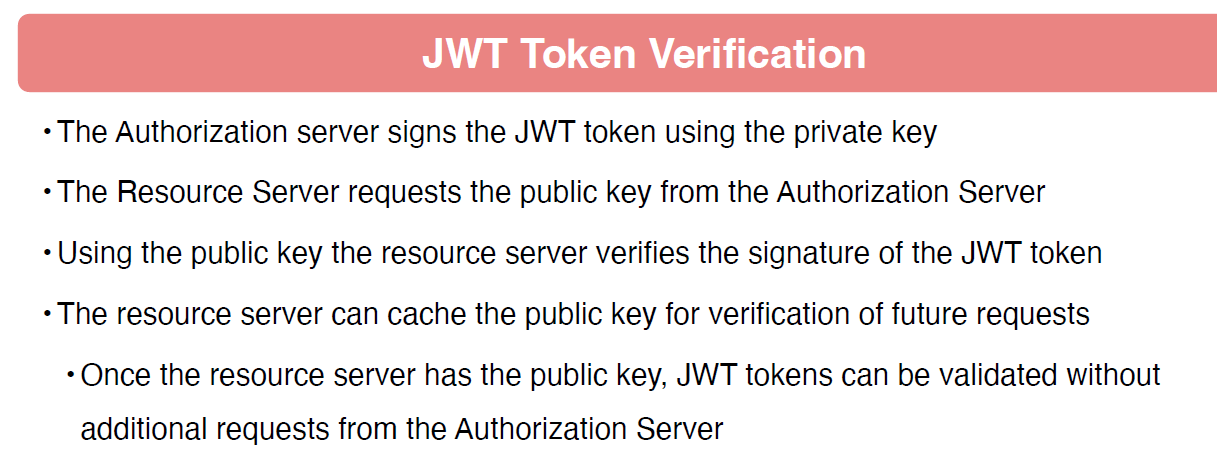 JWT Token Verification
• The Authorization server signs the JWT token using the private key
• The Resource Server requests the public key from the Authorization Server
• Using the public key the resource server verifies the signature of the JWT token
• The resource server can cache the public key for verification of future requests
• Once the resource server has the public key, JWT tokens can be validated without
additional requests from the Authorization Server